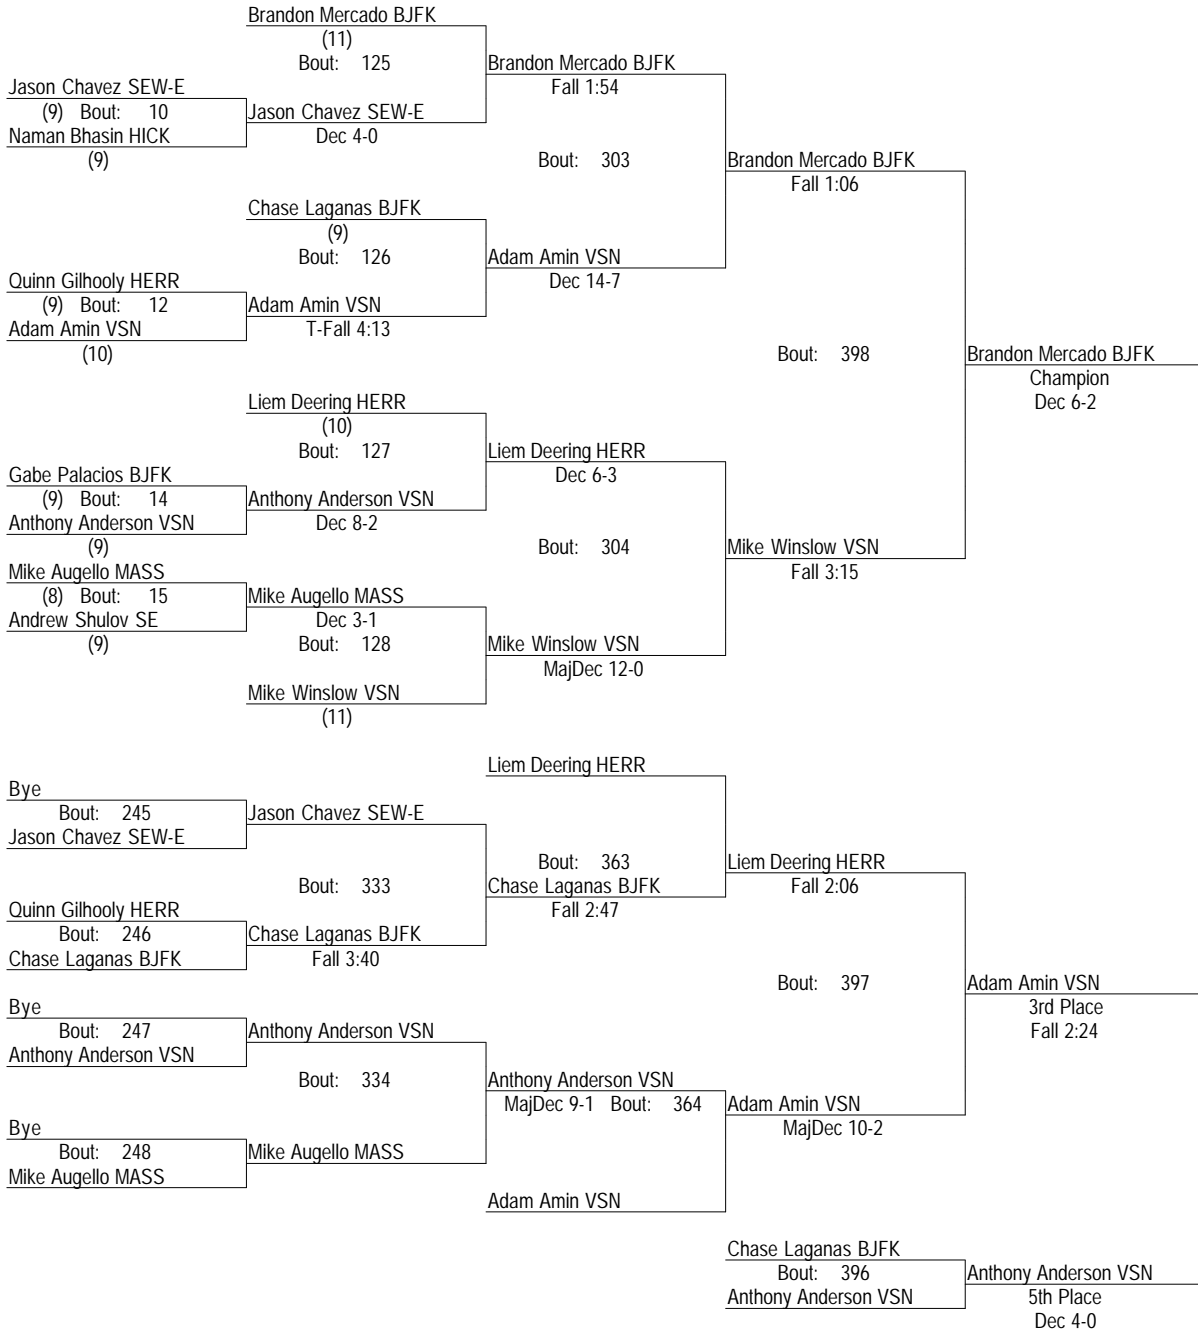 Brandon Mercado BJFK
(11)
Bout: 125
Brandon Mercado BJFK
Fall 1:54
Jason Chavez SEW-E
(9) Bout: 10
Jason Chavez SEW-E
Naman Bhasin HICK
Dec 4-0
(9)
Bout: 303
Brandon Mercado BJFK
Fall 1:06
Chase Laganas BJFK
(9)
Bout: 126
Adam Amin VSN
Dec 14-7
Quinn Gilhooly HERR
(9) Bout: 12
Adam Amin VSN
Adam Amin VSN
T-Fall 4:13
(10)
Bout: 398
Brandon Mercado BJFK
Champion
Dec 6-2
Liem Deering HERR
(10)
Bout: 127
Liem Deering HERR
Dec 6-3
Gabe Palacios BJFK
(9) Bout: 14
Anthony Anderson VSN
Anthony Anderson VSN
Dec 8-2
(9)
Bout: 304
Mike Winslow VSN
Fall 3:15
Mike Augello MASS
(8) Bout: 15
Mike Augello MASS
Andrew Shulov SE
Dec 3-1
(9)
Bout: 128
Mike Winslow VSN
MajDec 12-0
Mike Winslow VSN
(11)
Liem Deering HERR
Bye
Bout: 245
Jason Chavez SEW-E
Jason Chavez SEW-E
Bout: 363
Liem Deering HERR
Bout: 333
Chase Laganas BJFK
Fall 2:06
Fall 2:47
Quinn Gilhooly HERR
Bout: 246
Chase Laganas BJFK
Chase Laganas BJFK
Fall 3:40
Bout: 397
Adam Amin VSN
3rd Place
Fall 2:24
Bye
Bout: 247
Anthony Anderson VSN
Anthony Anderson VSN
Bout: 334
Anthony Anderson VSN
MajDec 9-1 Bout: 364
Adam Amin VSN
MajDec 10-2
Bye
Bout: 248
Mike Augello MASS
Mike Augello MASS
Adam Amin VSN
Chase Laganas BJFK
Bout: 396
Anthony Anderson VSN
Anthony Anderson VSN
5th Place
Dec 4-0